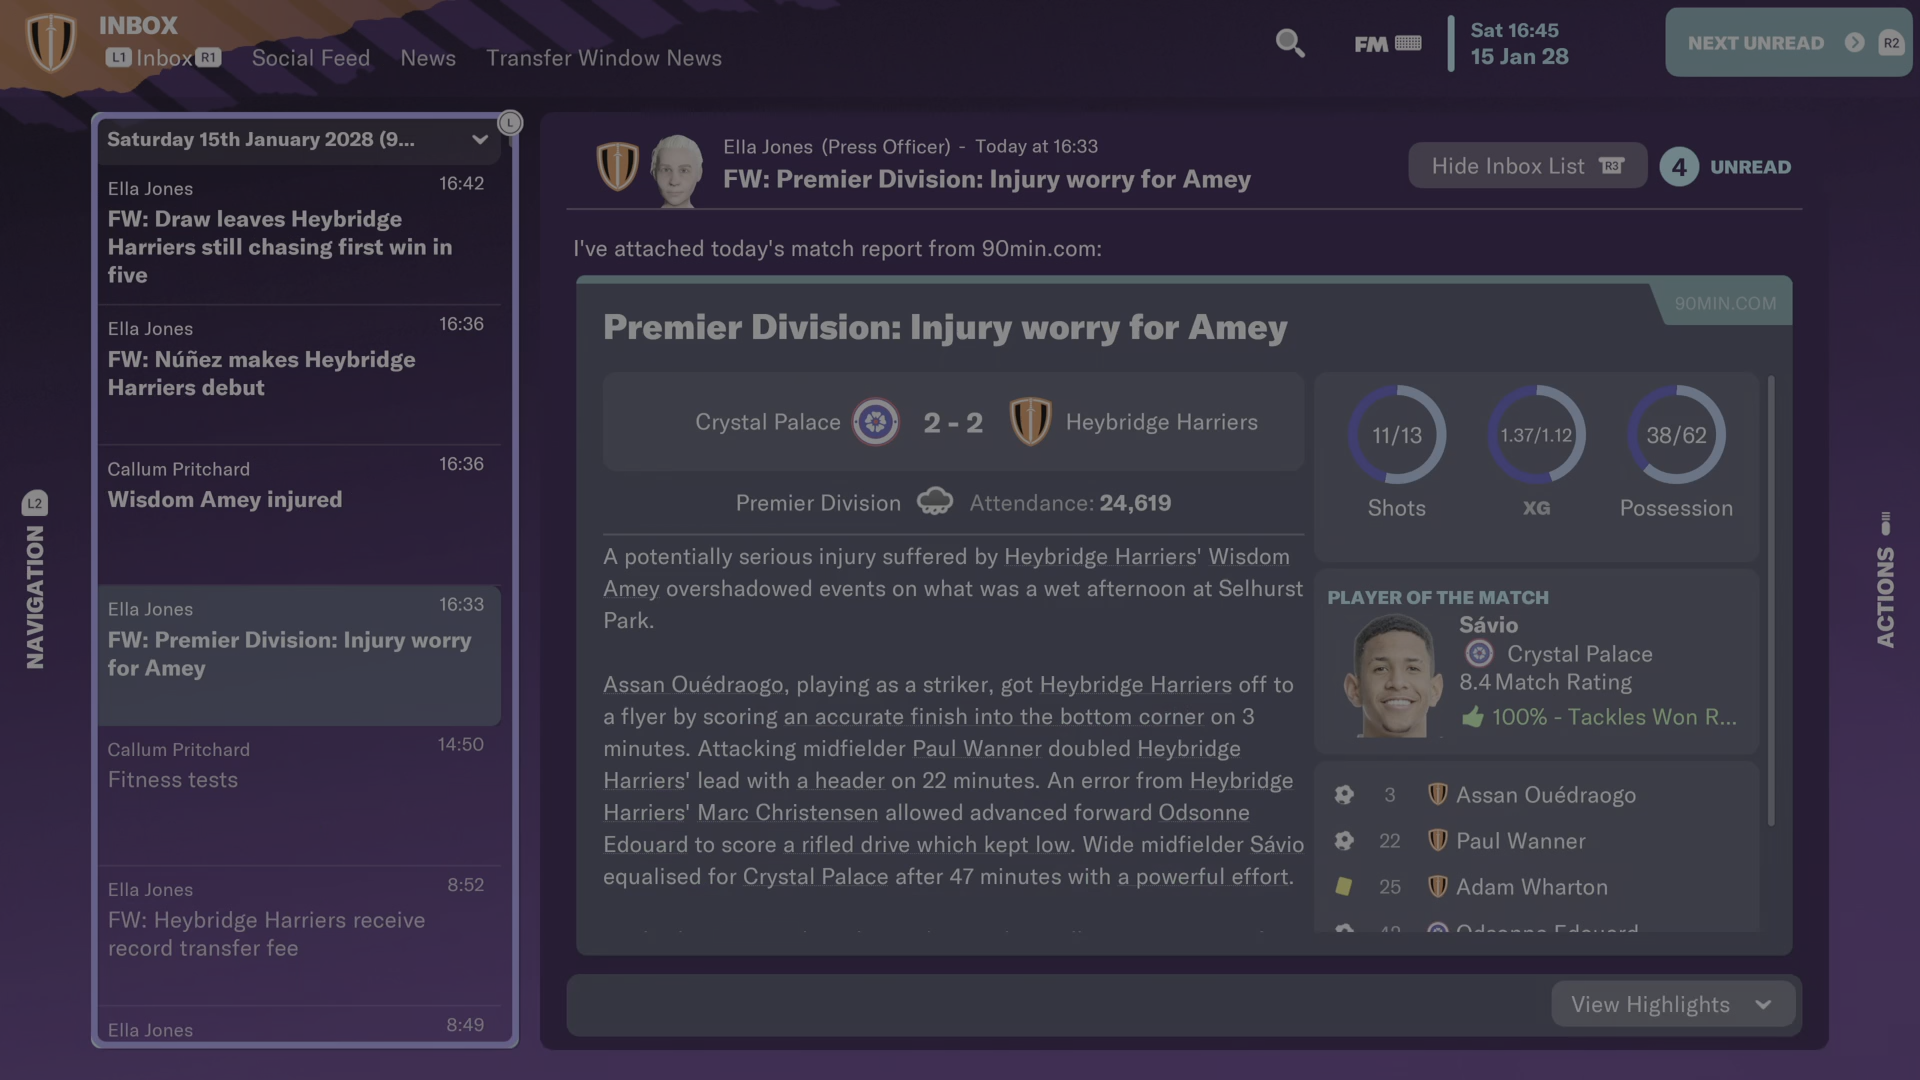 INBOX
L1 Inbox R1 Social Feed News Transfer Window News
FM
Sat 16:45
15 Jan 28
NEXT UNREAD R2
NAVIGATION L2
Saturday 15th January 2028 (9...
L
Ella Jones 16:42
FW: Draw leaves Heybridge
Harriers still chasing first win in
five
Ella Jones 16:36
FW: Núñez makes Heybridge
Harriers debut
Callum Pritchard 16:36
Wisdom Amey injured
Ella Jones 16:33
FW: Premier Division: Injury worry
for Amey
Callum Pritchard 14:50
Fitness tests
Ella Jones 8:52
FW: Heybridge Harriers receive
record transfer fee
Ella Jones 8:49
Ella Jones (Press Officer) - Today at 16:33
FW: Premier Division: Injury worry for Amey
Hide Inbox List R3
4 UNREAD
I've attached today's match report from 90min.com:
90MIN.COM
Premier Division: Injury worry for Amey
Crystal Palace 2 - 2 Heybridge Harriers
Premier Division Attendance: 24,619
A potentially serious injury suffered by Heybridge Harriers' Wisdom
Amey overshadowed events on what was a wet afternoon at Selhurst
Park.
Assan Ouédraogo, playing as a striker, got Heybridge Harriers off to
a flyer by scoring an accurate finish into the bottom corner on 3
minutes. Attacking midfielder Paul Wanner doubled Heybridge
Harriers' lead with a header on 22 minutes. An error from Heybridge
Harriers' Marc Christensen allowed advanced forward Odsonne
Edouard to score a rifled drive which kept low. Wide midfielder Sávio
equalised for Crystal Palace after 47 minutes with a powerful effort.
11/13 1.37/1.12 38/62
Shots XG Possession
PLAYER OF THE MATCH
Sávio
Crystal Palace
8.4 Match Rating
100% - Tackles Won R...
3 Assan Ouédraogo
22 Paul Wanner
25 Adam Wharton
Odsonne Edouard
View Highlights
ACTIONS